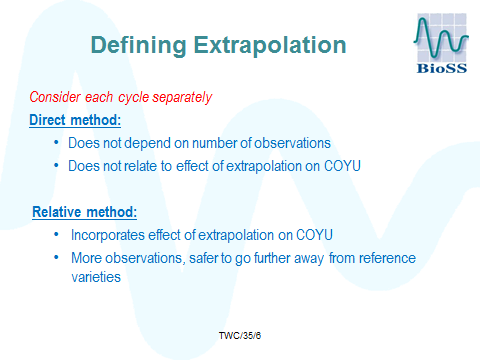 Defining Extrapolation
BioSS
Consider each cycle separately
Direct method:
• Does not depend on number of observations
• Does not relate to effect of extrapolation on COYU
Relative method:
• Incorporates effect of extrapolation on COYU
• More observations, safer to go further away from reference
varieties
TWC/35/6